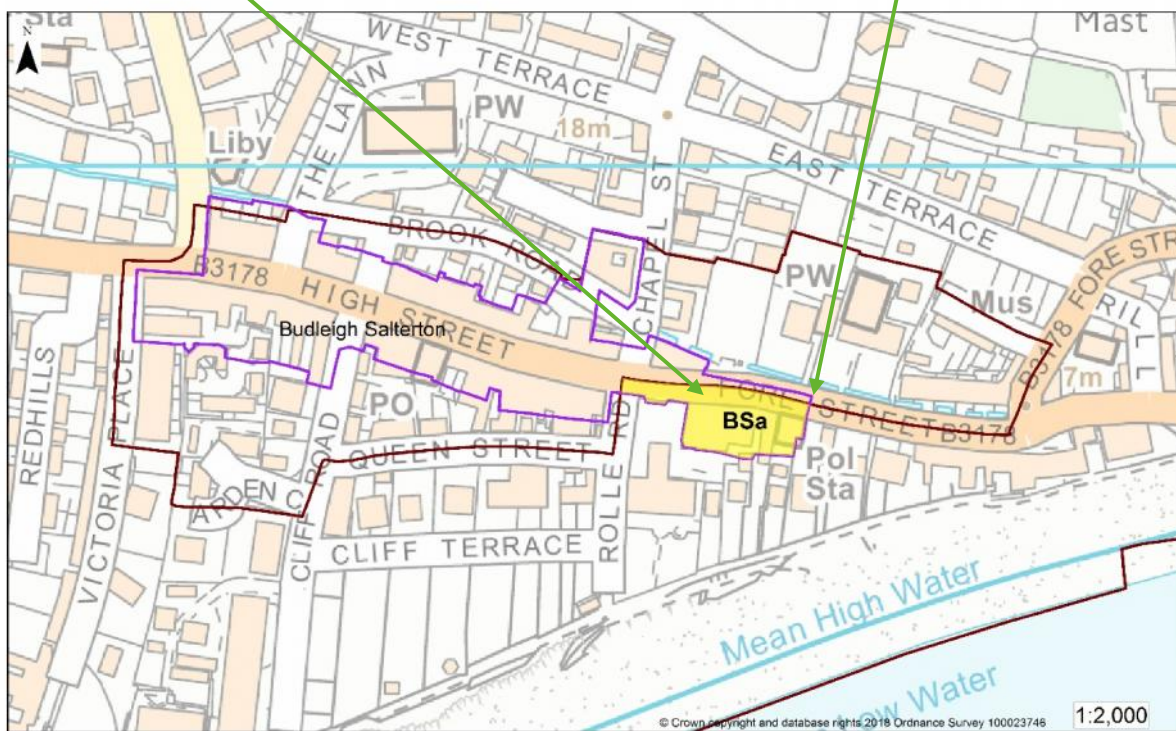 Sta
N
Mast
WEST TERRACE
PW
18m
THE LAWN
Liby
CHAPEL ST
EAST TERRACE
BROOK ROAD
B3178
HIGH STREET
Budleigh Salterton
PW
Mus
B3178 FORE STR
RILL L
7m
REDHILLS
VICTORIA PLACE
PO
FORE STREET
B3178
BSa
QUEEN STREET
ROLLE RD
Pol
Sta
ARDEN C
CLIFF ROAD
CLIFF TERRACE
Mean High Water
ow Water
© Crown copyright and database rights 2018 Ordnance Survey 100023746
1:2,000